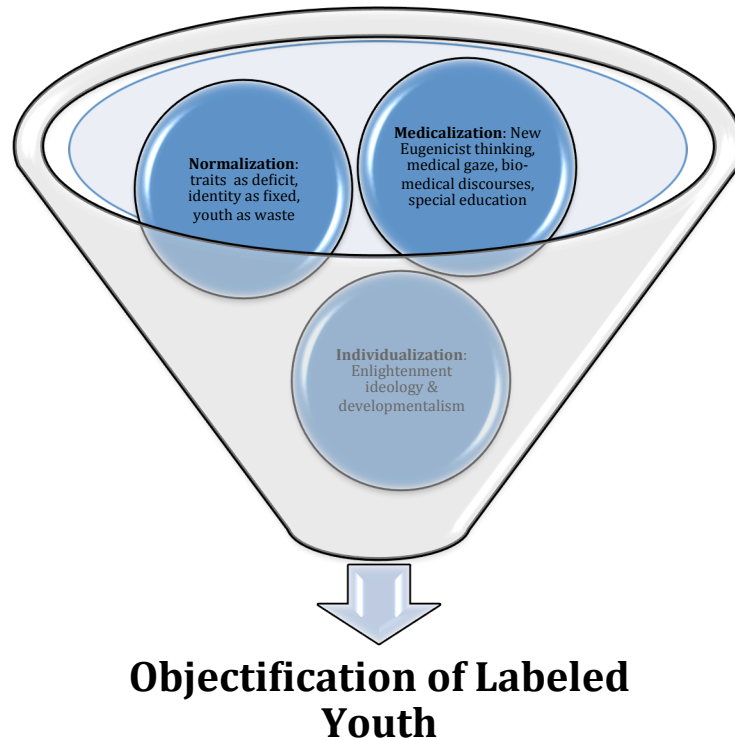 Normalization:
traits as deficit,
identity as fixed,
youth as waste
Medicalization: New
Eugenicist thinking,
medical gaze, bio-
medical discourses,
special education
Individualization:
Enlightenment
ideology &
developmentalism
Objectification of Labeled
Youth